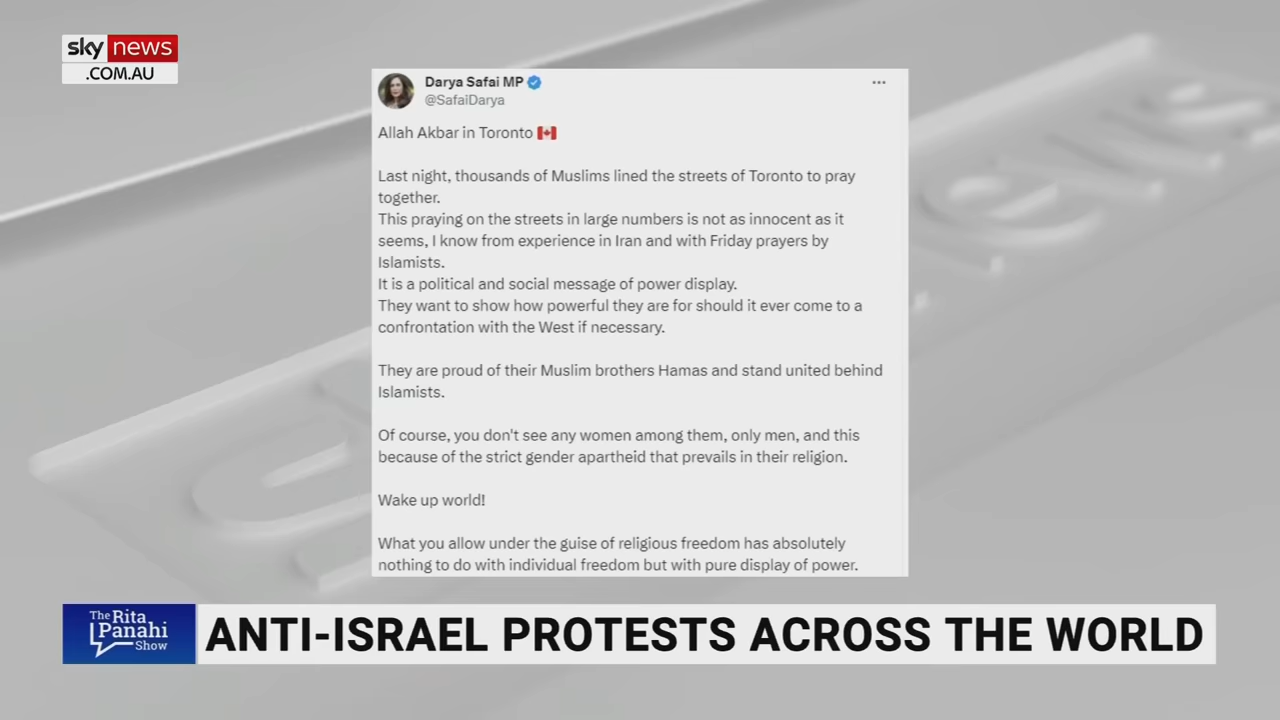 sky news
.COM.AU
Darya Safai MP
@SafaiDarya
Allah Akbar in Toronto
Last night, thousands of Muslims lined the streets of Toronto to pray
together.
This praying on the streets in large numbers is not as innocent as it
seems, I know from experience in Iran and with Friday prayers by
Islamists.
It is a political and social message of power display.
They want to show how powerful they are for should it ever come to a
confrontation with the West if necessary.
They are proud of their Muslim brothers Hamas and stand united behind
Islamists.
Of course, you don't see any women among them, only men, and this
because of the strict gender apartheid that prevails in their religion.
Wake up world!
What you allow under the guise of religious freedom has absolutely
nothing to do with individual freedom but with pure display of power.
The Rita
Panahi
Show
ANTI-ISRAEL PROTESTS ACROSS THE WORLD